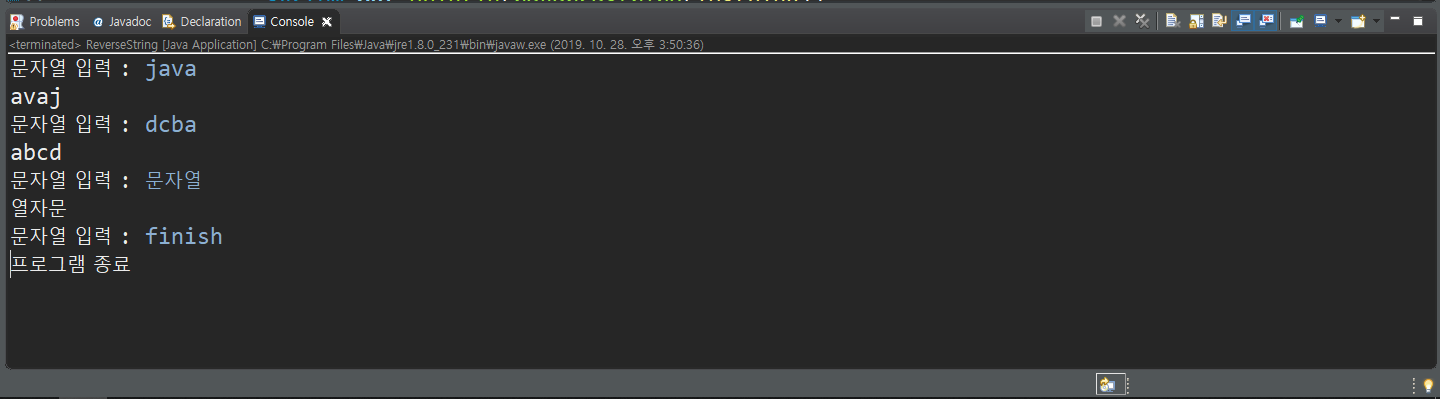 Problems @ Javadoc Declaration Console
<terminated> ReverseString [Java Application] C:₩Program Files₩Java₩jre1.8.0_231₩bin₩javaw.exe (2019. 10. 28. 오후 3:50:36)
문자열 입력 : java
avaj
문자열 입력 : dcba
abcd
문자열 입력 : 문자열
열자문
문자열 입력 : finish
프로그램 종료